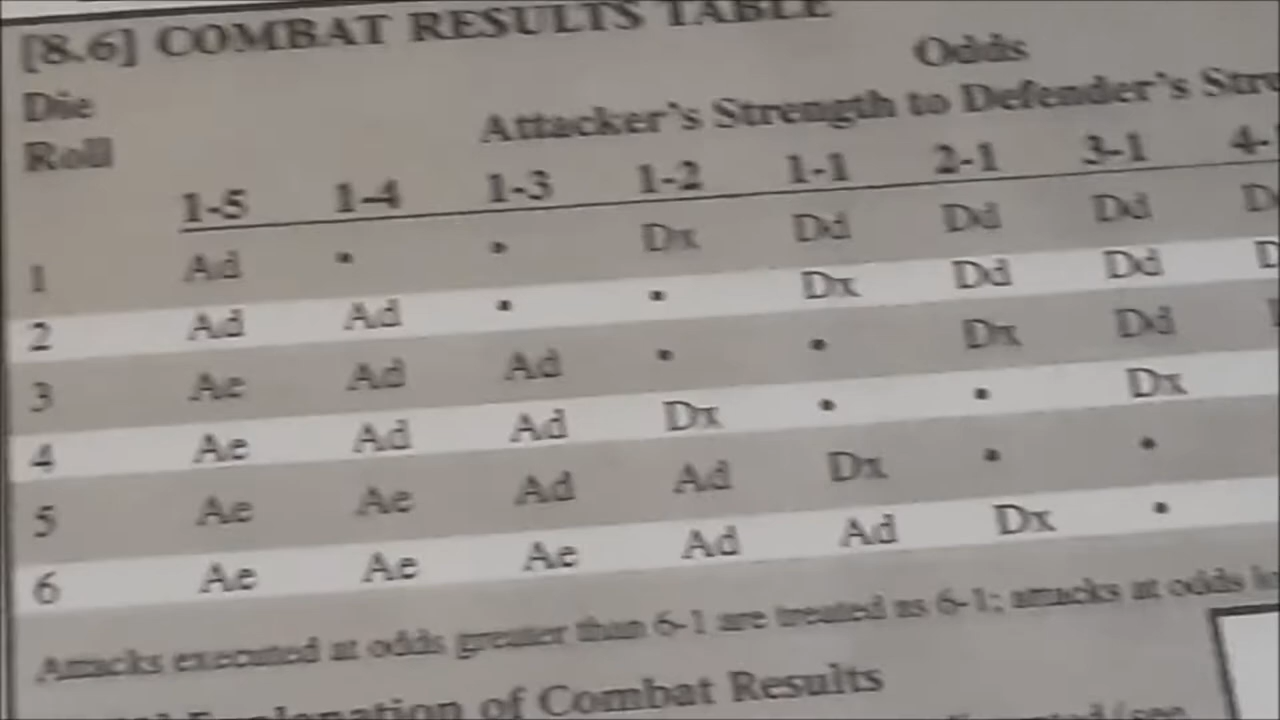 [8.6] COMBAT RESULTS TABLE
Odds
Die
Roll
Attacker's Strength to Defender's
1-5 1-4 1-3 1-2 1-1 2-1 3-1
1 Ad • • Dx Dd Dd Dd
2 Ad Ad • • Dx Dd Dd
3 Ae Ad Ad • • Dx Dd
4 Ae Ad Ad Dx • • Dx
5 Ae Ae Ad Ad Dx • •
6 Ae Ae Ae Ad Ad Dx •
Attacks executed at odds greater than 6-1 are treated as 6-1; attacks at odds
Explanation of Combat Results